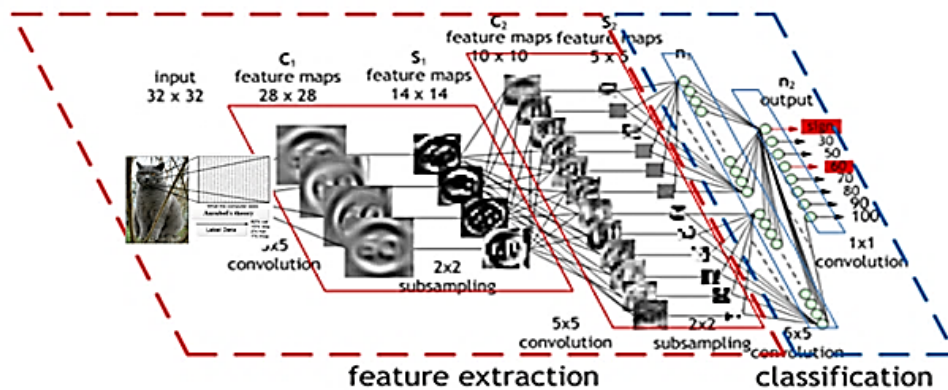 input
32 x 32
C1
feature maps
28 x 28
S1
feature maps
14 x 14
C2
feature maps
10 x 10
S2
feature maps
5 x 5
n1
n2
output
sign
30
50
60
70
80
90
100
1x1
convolution
5x5
convolution
2x2
subsampling
5x5
convolution
2x2
subsampling
convolution
Label Data
feature extraction
classification